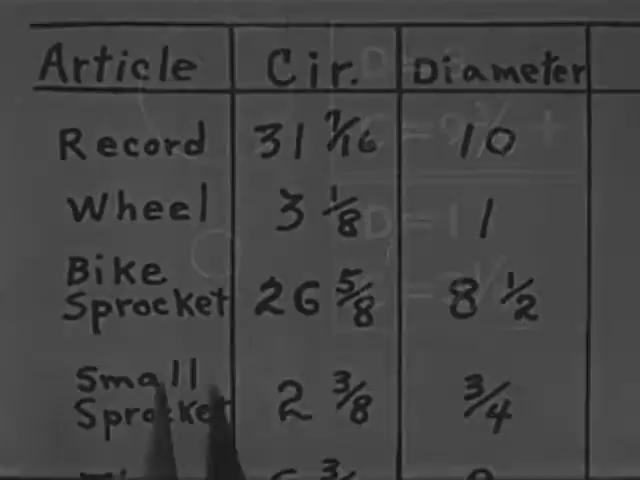 Article Cir. Diameter
Record 31 7/16 10
Wheel 3 1/8 1
Bike
Sprocket 26 5/8 8 1/2
Small
Sprocket 2 3/8 3/4